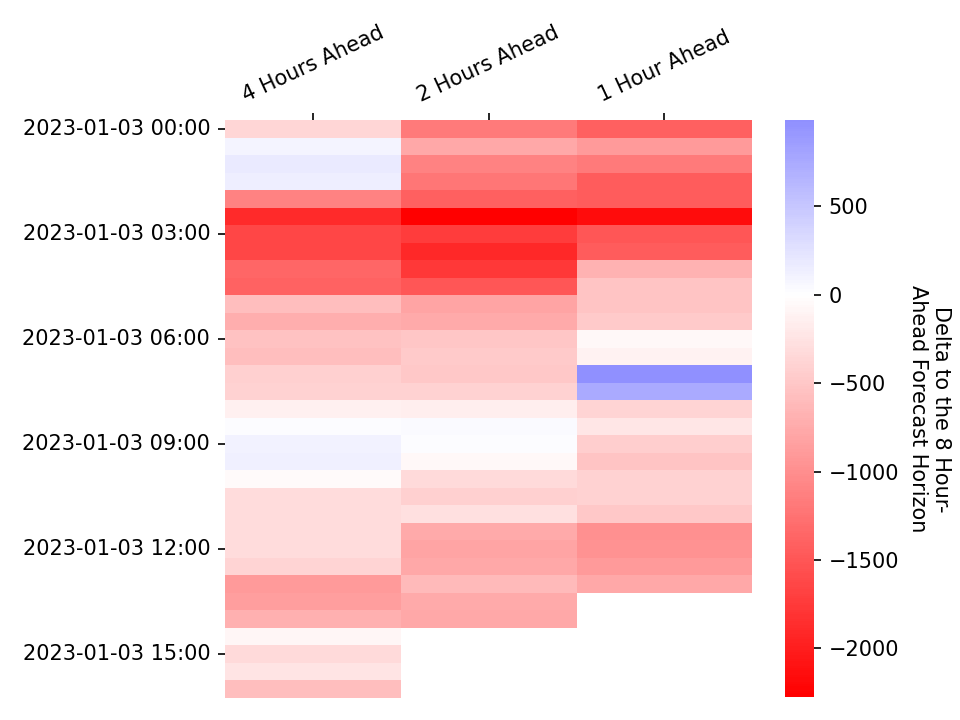 4 Hours Ahead
2 Hours Ahead
1 Hour Ahead
2023-01-03 00:00
2023-01-03 03:00
2023-01-03 06:00
2023-01-03 09:00
2023-01-03 12:00
2023-01-03 15:00
500
0
−500
−1000
−1500
−2000
Delta to the 8 Hour-
Ahead Forecast Horizon